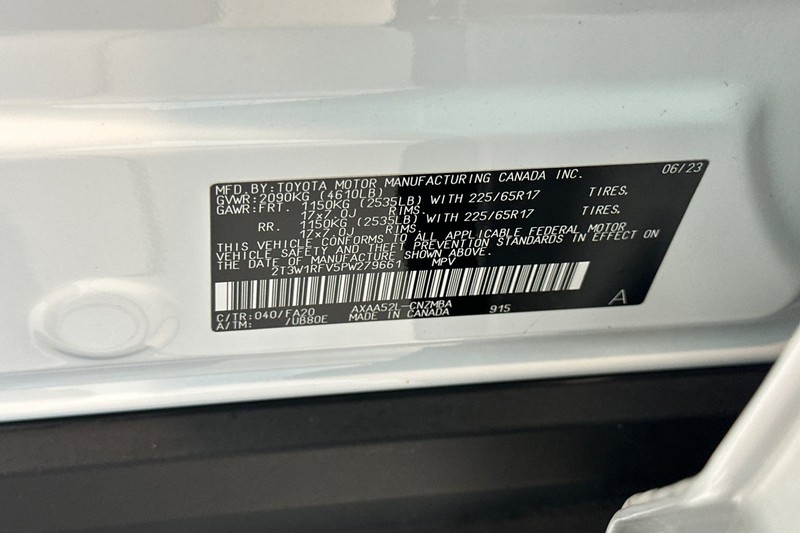 MFD.BY:TOYOTA MOTOR MANUFACTURING CANADA INC. 06/23
GVWR:2090KG (4610LB)
GAWR:FRT. 1150KG (2535LB) WITH 225/65R17 TIRES,
17x7.0J RIMS.
RR. 1150KG (2535LB) WITH 225/65R17 TIRES,
17x7.0J RIMS.
THIS VEHICLE CONFORMS TO ALL APPLICABLE FEDERAL MOTOR
VEHICLE SAFETY AND THEFT PREVENTION STANDARDS IN EFFECT ON
THE DATE OF MANUFACTURE SHOWN ABOVE.
2T3W1RFV5PW279661 MPV
C/TR:040/FA20 AXAA52L-CNZMBA 915 A
A/TM: /UB80E MADE IN CANADA